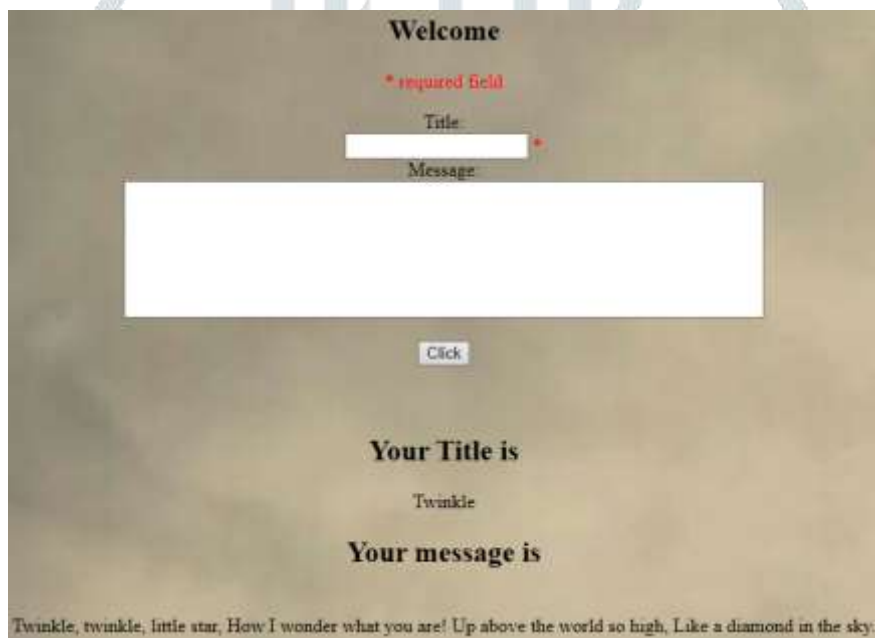 Welcome
* required field
Title:
*
Message:
Click
Your Title is
Twinkle
Your message is
Twinkle, twinkle, little star, How I wonder what you are! Up above the world so high, Like a diamond in the sky.